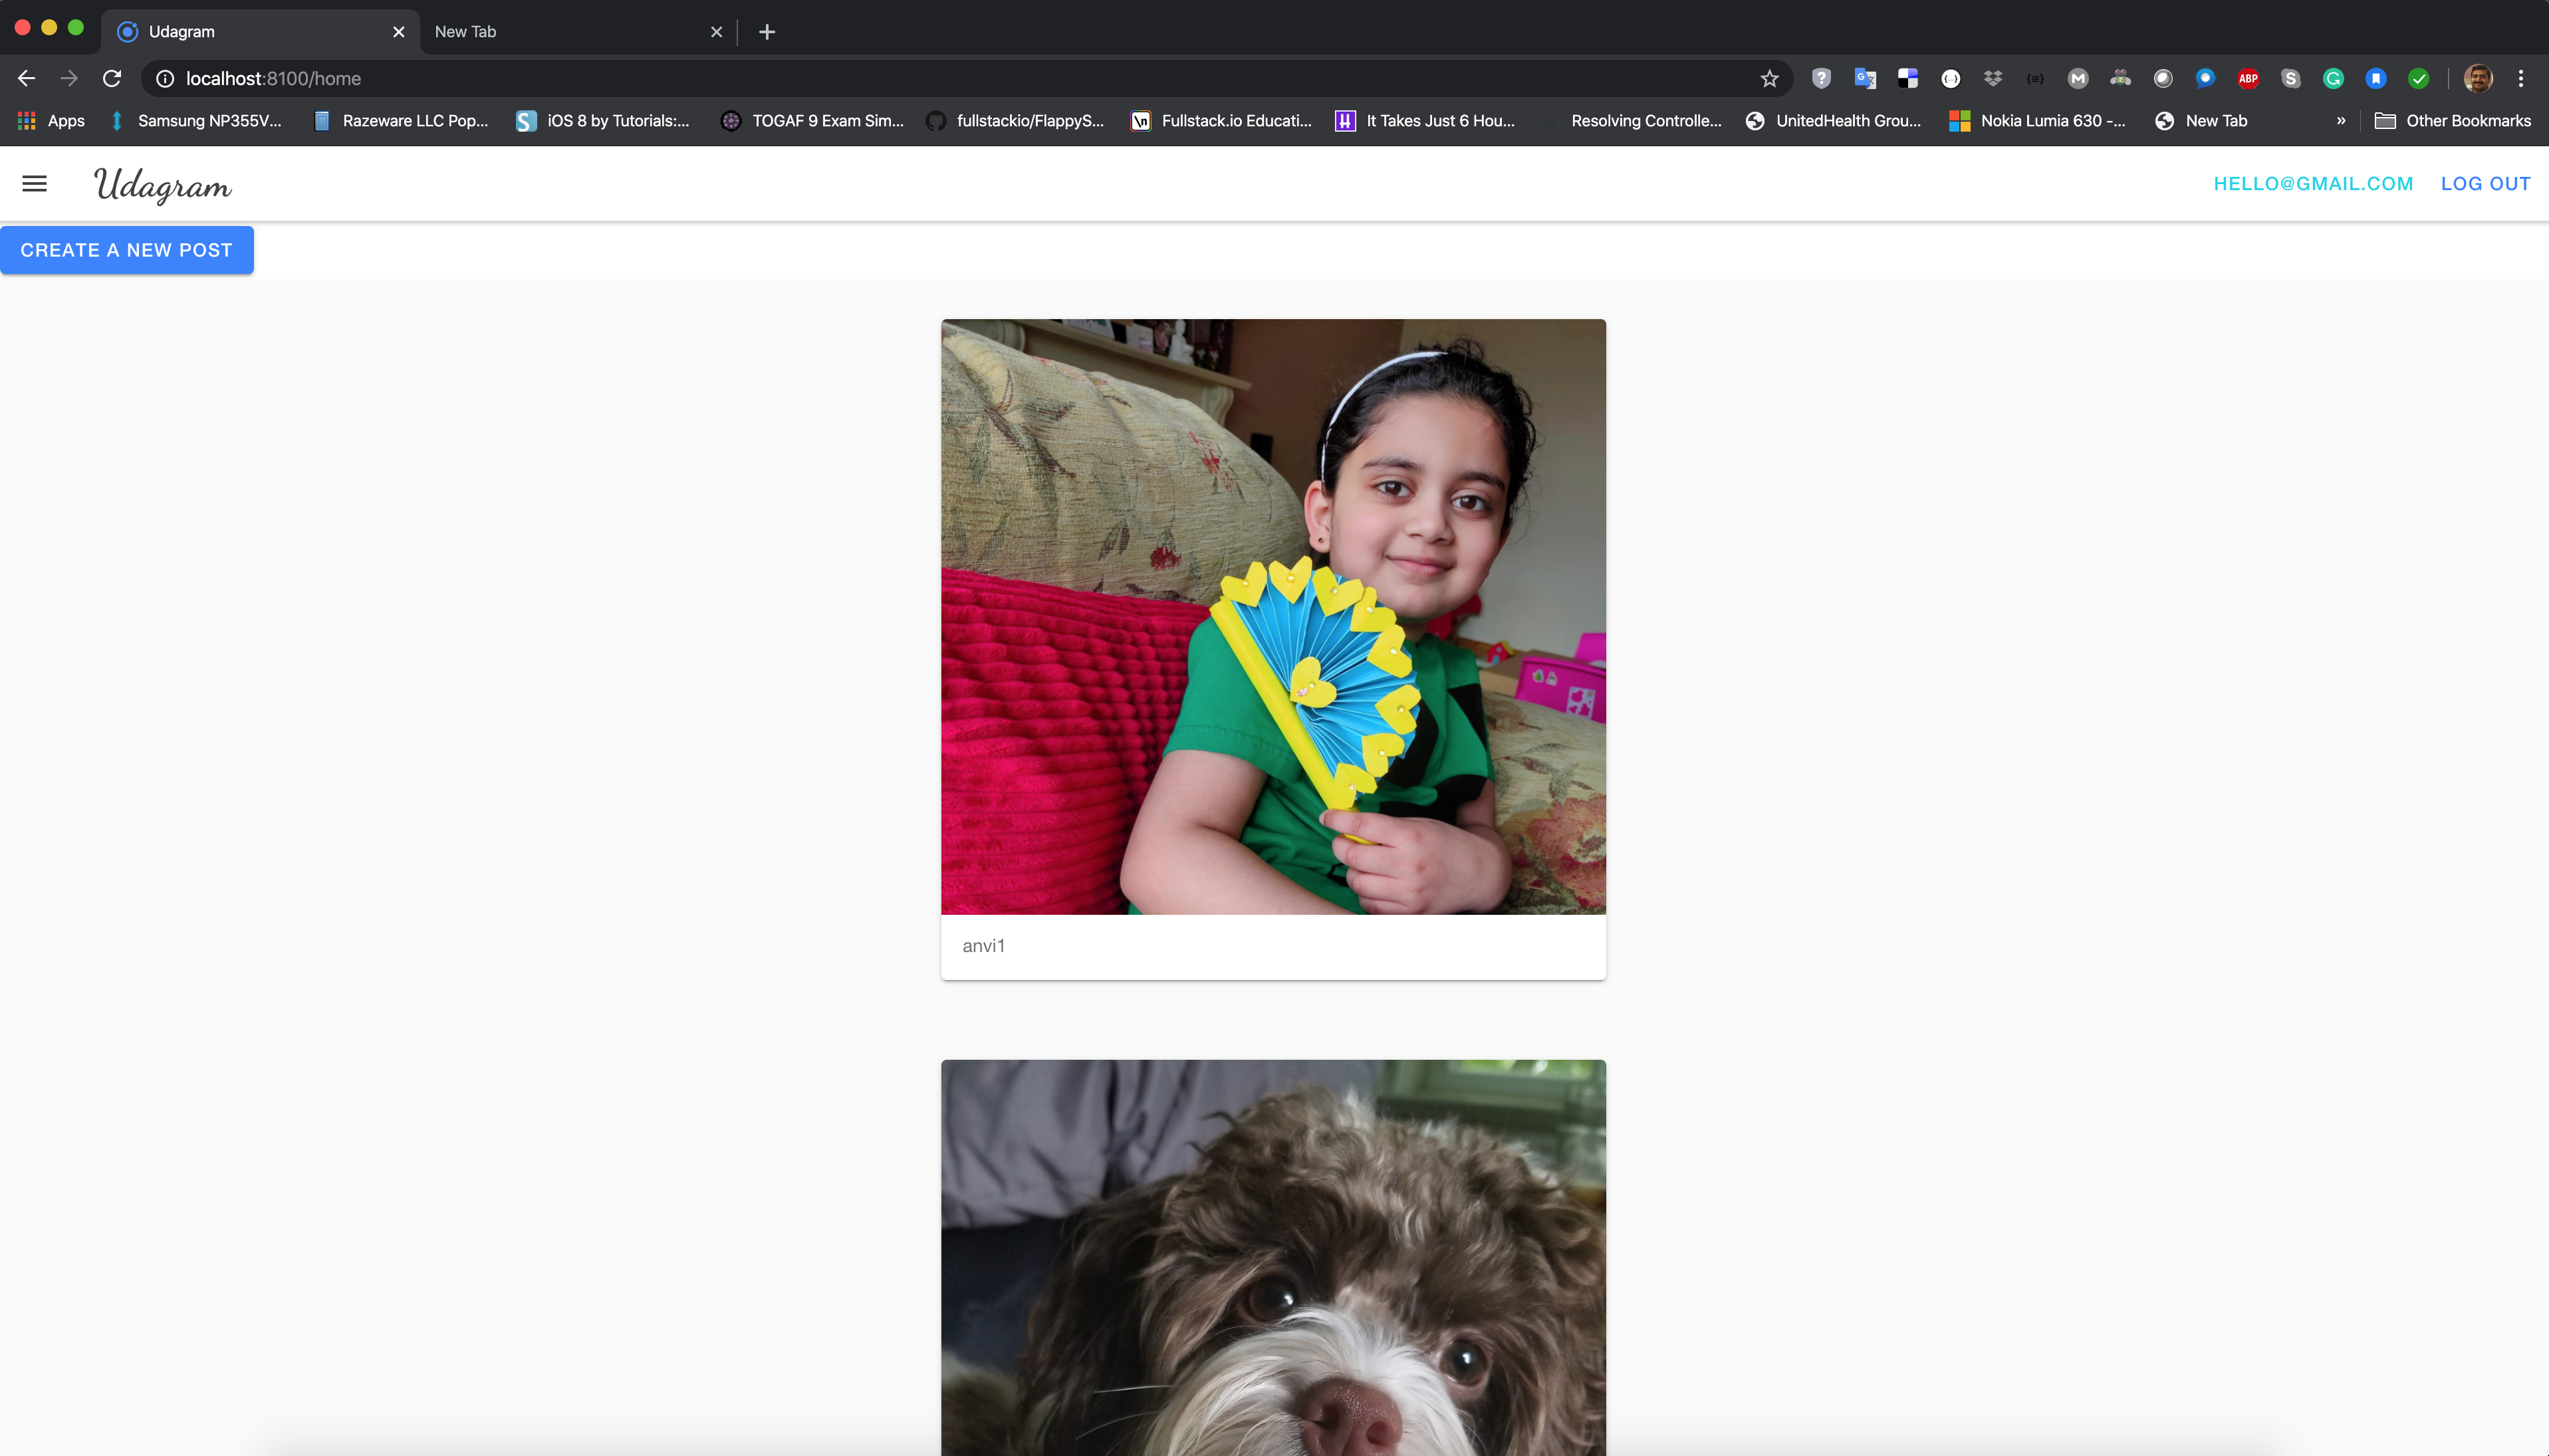 Udagram
New Tab
localhost:8100/home
ABP
Apps
Samsung NP355V...
Razeware LLC Pop...
iOS 8 by Tutorials:...
TOGAF 9 Exam Sim...
fullstackio/FlappyS...
\n
Fullstack.io Educati...
It Takes Just 6 Hou...
Resolving Controlle...
UnitedHealth Grou...
Nokia Lumia 630 -...
New Tab
»
Other Bookmarks
Udagram
HELLO@GMAIL.COM
LOG OUT
CREATE A NEW POST
anvi1